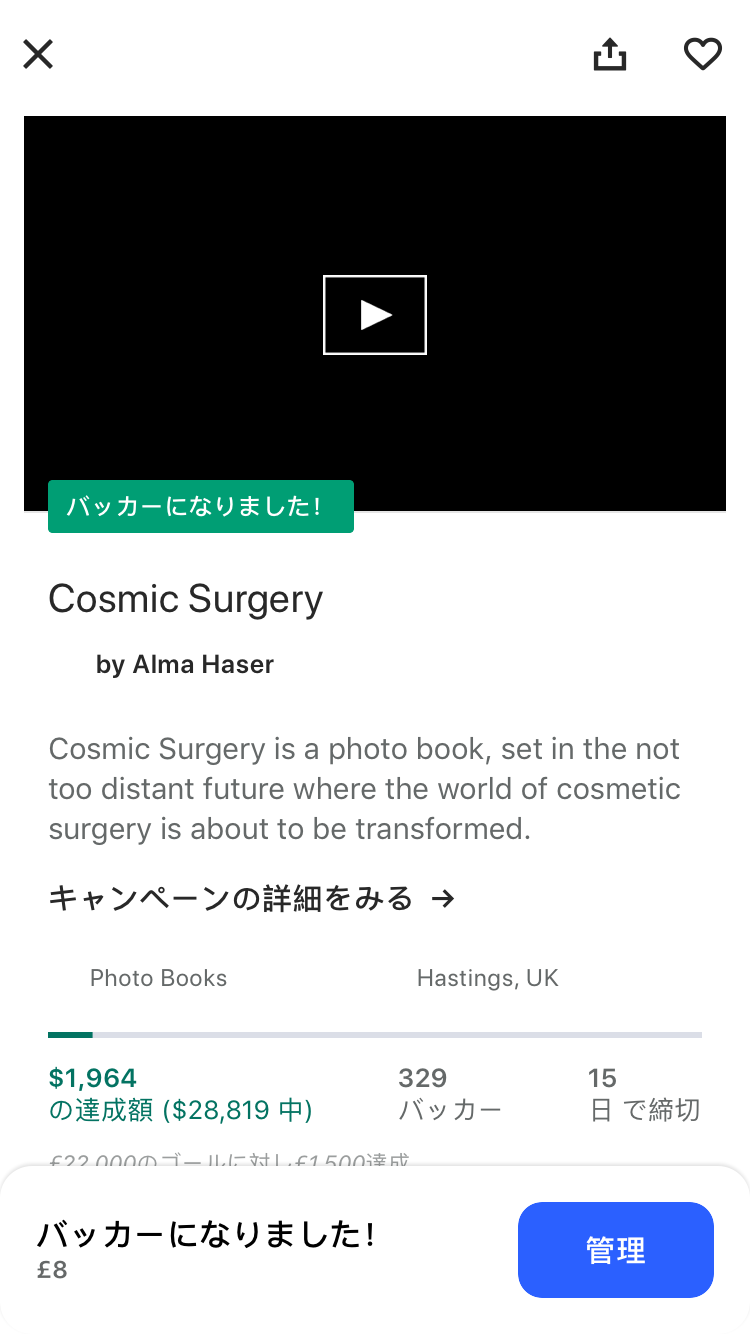 バッカーになりました！
Cosmic Surgery
by Alma Haser
Cosmic Surgery is a photo book, set in the not
too distant future where the world of cosmetic
surgery is about to be transformed.
キャンペーンの詳細をみる →
Photo Books
Hastings, UK
$1,964
の達成額 ($28,819 中)
329
バッカー
15
日 で締切
£22,000のゴールに対し£1,500達成
バッカーになりました！
£8
管理